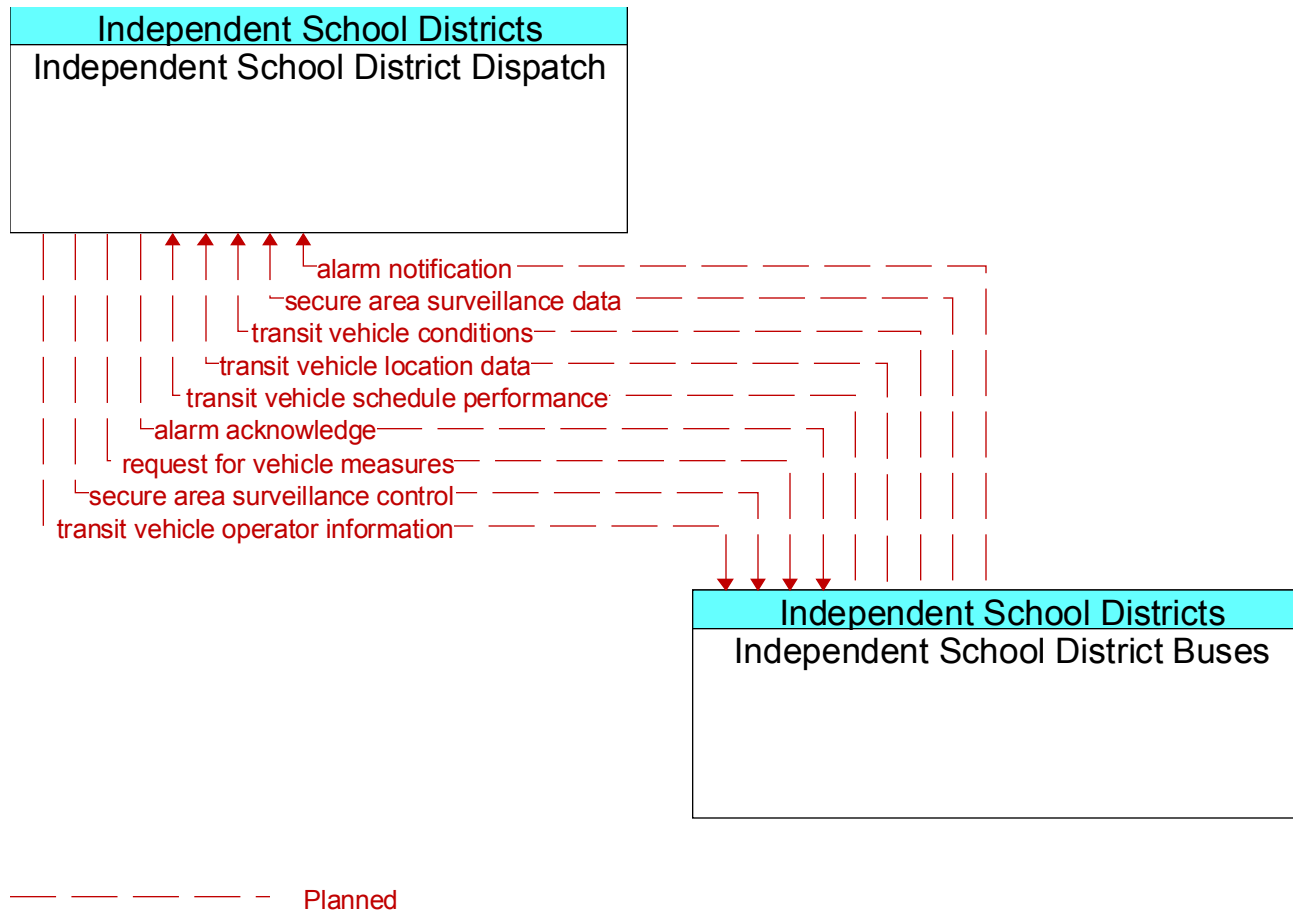 Independent School Districts
Independent School District Dispatch
alarm notification
secure area surveillance data
transit vehicle conditions
transit vehicle location data
transit vehicle schedule performance
alarm acknowledge
request for vehicle measures
secure area surveillance control
transit vehicle operator information
Independent School Districts
Independent School District Buses
Planned